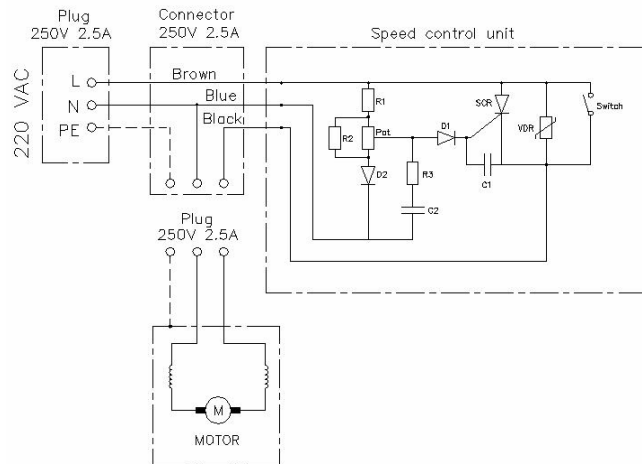 Plug
250V 2.5A
Connector
250V 2.5A
Speed control unit
220 VAC
L
N
PE
Brown
Blue
Black
R1
R2
Pot
D2
D1
R3
C2
SCR
C1
VDR
Switch
Plug
250V 2.5A
M
MOTOR